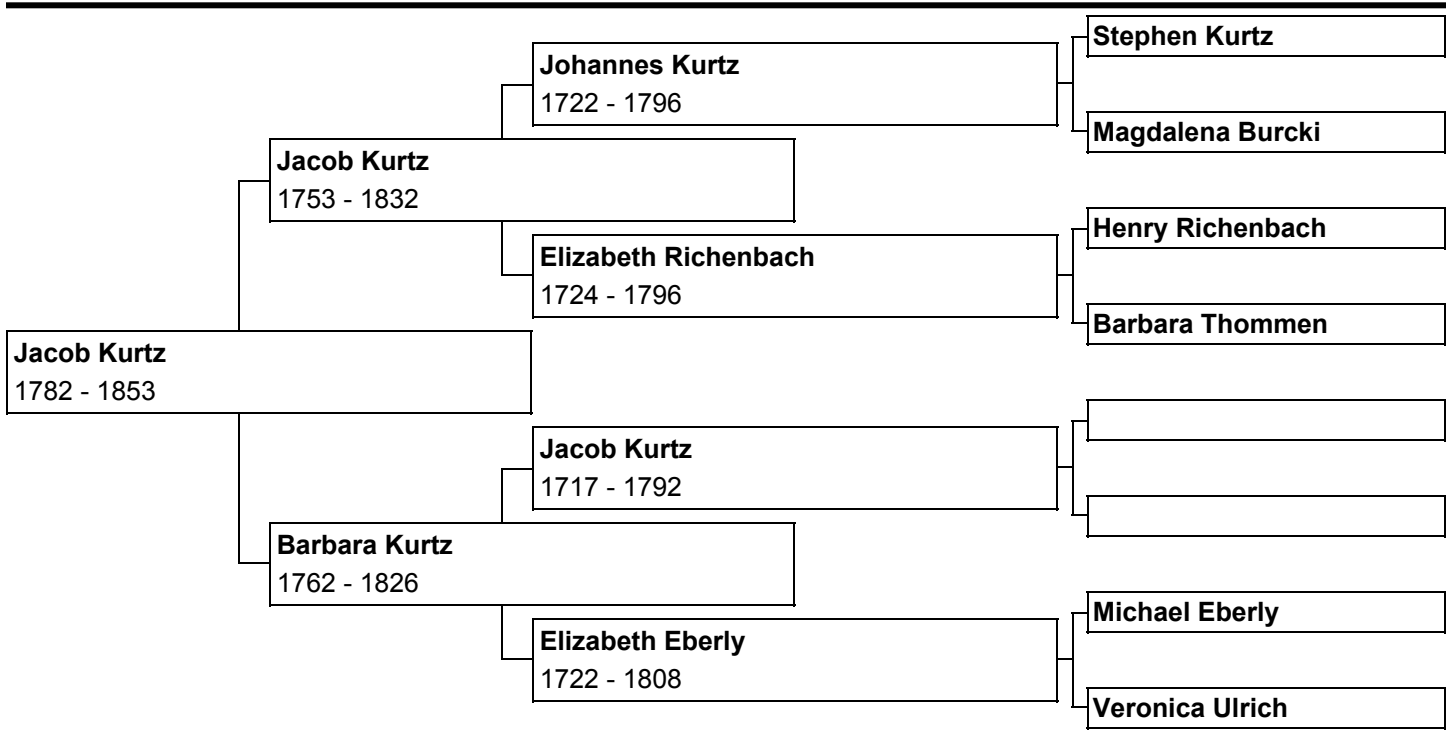 Stephen Kurtz
Johannes Kurtz
1722 - 1796
Magdalena Burcki
Jacob Kurtz
1753 - 1832
Henry Richenbach
Elizabeth Richenbach
1724 - 1796
Barbara Thommen
Jacob Kurtz
1782 - 1853
Jacob Kurtz
1717 - 1792
Barbara Kurtz
1762 - 1826
Michael Eberly
Elizabeth Eberly
1722 - 1808
Veronica Ulrich